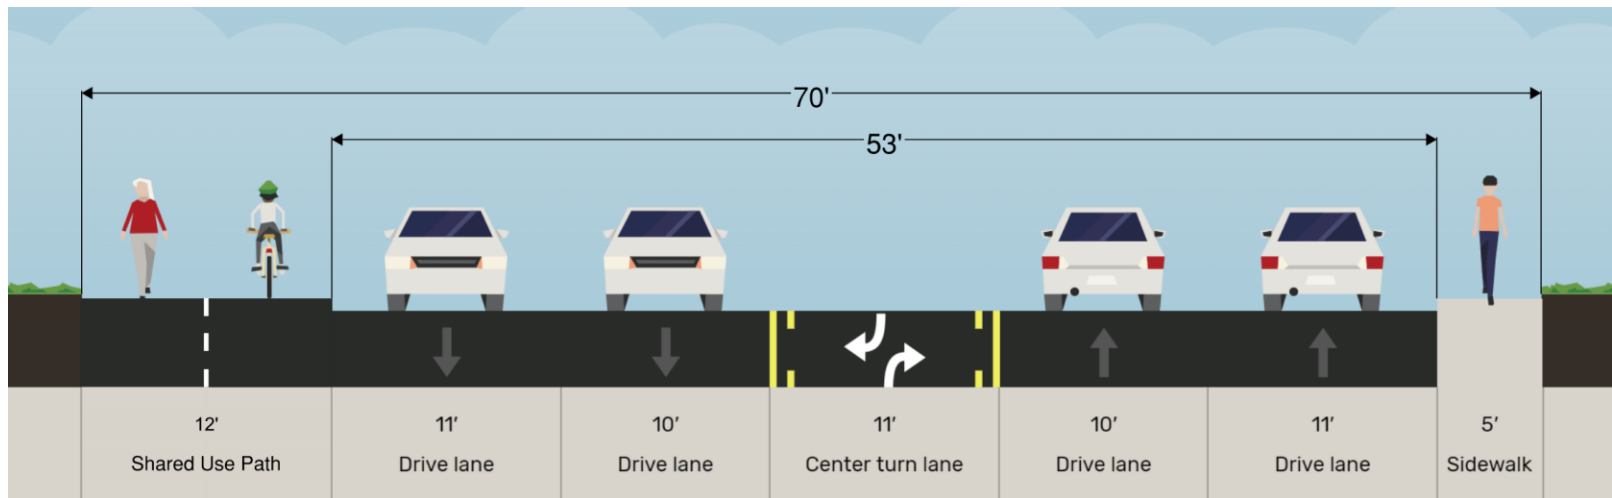 70'
53'
12' 11' 10' 11' 10' 11' 5'
Shared Use Path Drive lane Drive lane Center turn lane Drive lane Drive lane Sidewalk